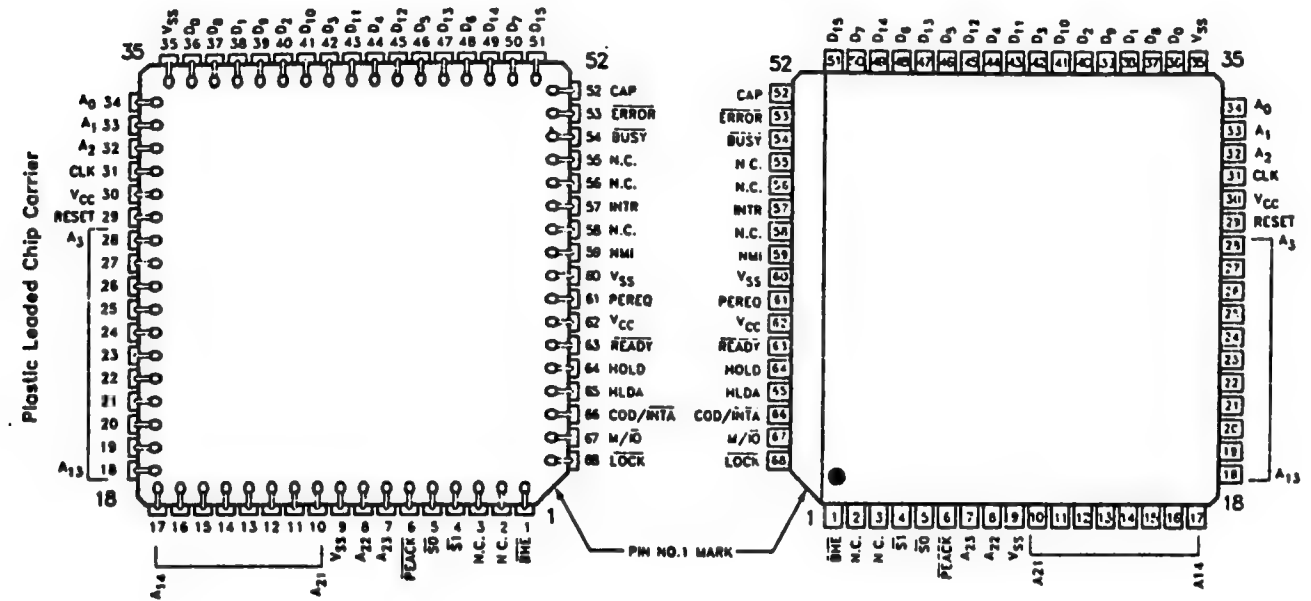 Plastic Leaded Chip Carrier
35 52
VSS D0 D8 D1 D9 D2 D10 D3 D11 D4 D12 D5 D13 D6 D14 D7 D15
35 36 37 38 39 40 41 42 43 44 45 46 47 48 49 50 51
A0 34
A1 33
A2 32
CLK 31
VCC 30
RESET 29
A3 28
27
26
25
24
23
22
21
20
19
A13 18
18
52 CAP
53 ERROR
54 BUSY
55 N.C.
56 N.C.
57 INTR
58 N.C.
59 NMI
60 VSS
61 PEREQ
62 VCC
63 READY
64 HOLD
65 HLDA
66 COD/INTA
67 M/IO
68 LOCK
1
17 16 15 14 13 12 11 10 9 8 7 6 5 4 3 2 1
A14 A21 VSS A22 A23 PEACK S0 S1 N.C. N.C. BHE
PIN NO.1 MARK
52 35
D15 D7 D14 D6 D13 D5 D12 D4 D11 D3 D10 D2 D9 D1 D8 D0 VSS
51 50 49 48 47 46 45 44 43 42 41 40 39 38 37 36 35
CAP 52
ERROR 53
BUSY 54
N.C. 55
N.C. 56
INTR 57
N.C. 58
NMI 59
VSS 60
PEREQ 61
VCC 62
READY 63
HOLD 64
HLDA 65
COD/INTA 66
M/IO 67
LOCK 68
34 A0
33 A1
32 A2
31 CLK
30 VCC
29 RESET
28 A3
27
26
25
24
23
22
21
20
19
18 A13
18
1
1 2 3 4 5 6 7 8 9 10 11 12 13 14 15 16 17
BHE N.C. N.C. S1 S0 PEACK A23 A22 VSS A21 A14